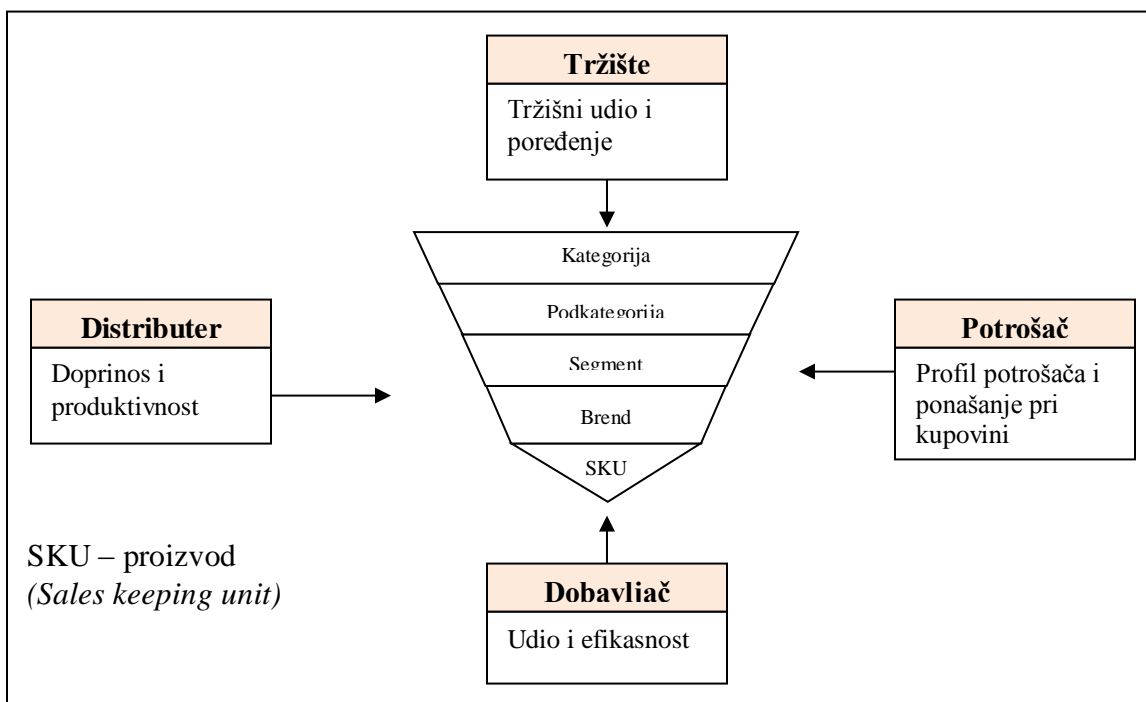 Tržište
Tržišni udio i
poređenje
Kategorija
Podkategorija
Segment
Brend
SKU
Distributer
Doprinos i
produktivnost
Potrošač
Profil potrošača i
ponašanje pri
kupovini
SKU – proizvod
(Sales keeping unit)
Dobavljač
Udio i efikasnost